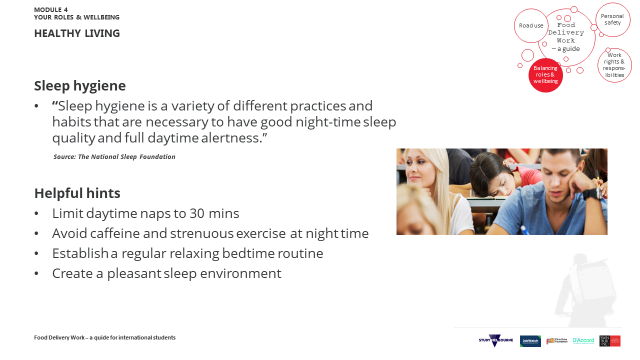 MODULE 4
YOUR ROLES & WELLBEING
HEALTHY LIVING
Road use
Food
Delivery
Work
– a guide
Personal
safety
Work
rights &
respons-
ibilities
Balancing
roles &
wellbeing
Sleep hygiene
• “Sleep hygiene is a variety of different practices and
habits that are necessary to have good night-time sleep
quality and full daytime alertness.”
Source: The National Sleep Foundation
Helpful hints
• Limit daytime naps to 30 mins
• Avoid caffeine and strenuous exercise at night time
• Establish a regular relaxing bedtime routine
• Create a pleasant sleep environment
Food Delivery Work – a guide for international students
STUDY MELBOURNE